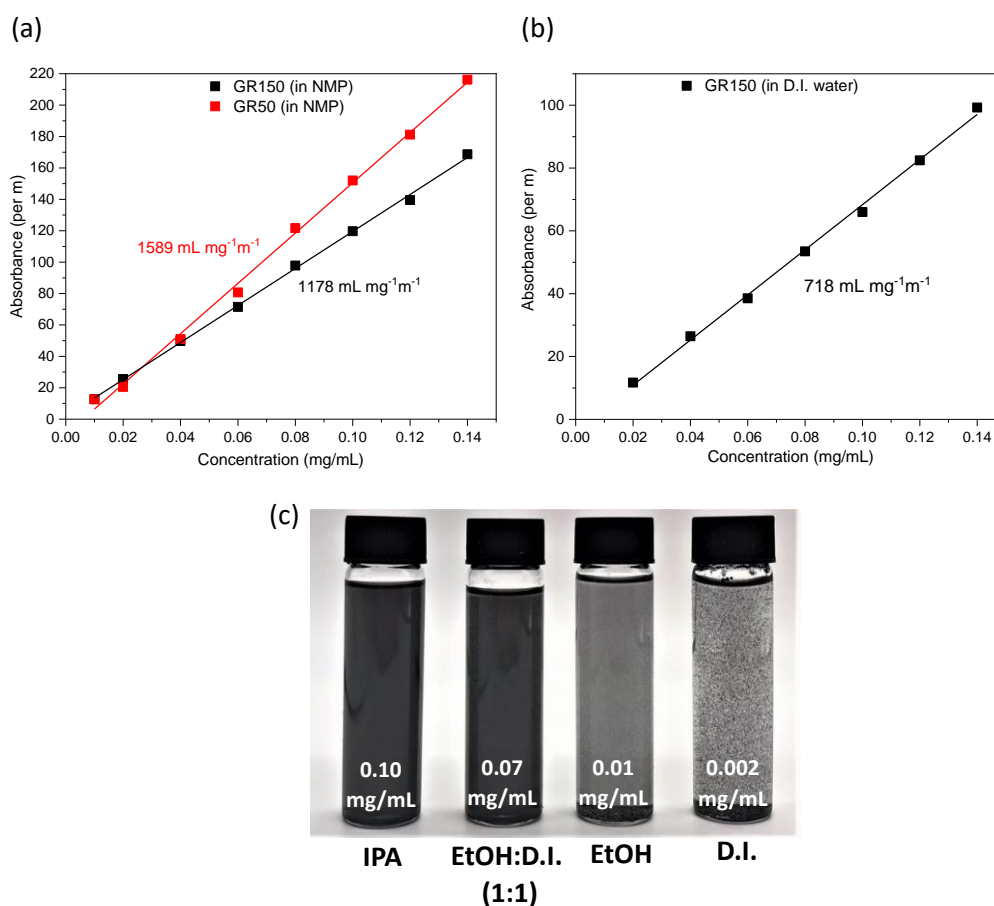 (a)
220
200
180
160
140
120
100
80
60
40
20
0
Absorbance (per m)
GR150 (in NMP)
GR50 (in NMP)
1589 mL mg⁻¹m⁻¹
1178 mL mg⁻¹m⁻¹
0.00 0.02 0.04 0.06 0.08 0.10 0.12 0.14
Concentration (mg/mL)
(b)
100
80
60
40
20
0
Absorbance (per m)
GR150 (in D.I. water)
718 mL mg⁻¹m⁻¹
0.00 0.02 0.04 0.06 0.08 0.10 0.12 0.14
Concentration (mg/mL)
(c)
0.10
mg/mL
0.07
mg/mL
0.01
mg/mL
0.002
mg/mL
IPA
EtOH:D.I.
(1:1)
EtOH
D.I.